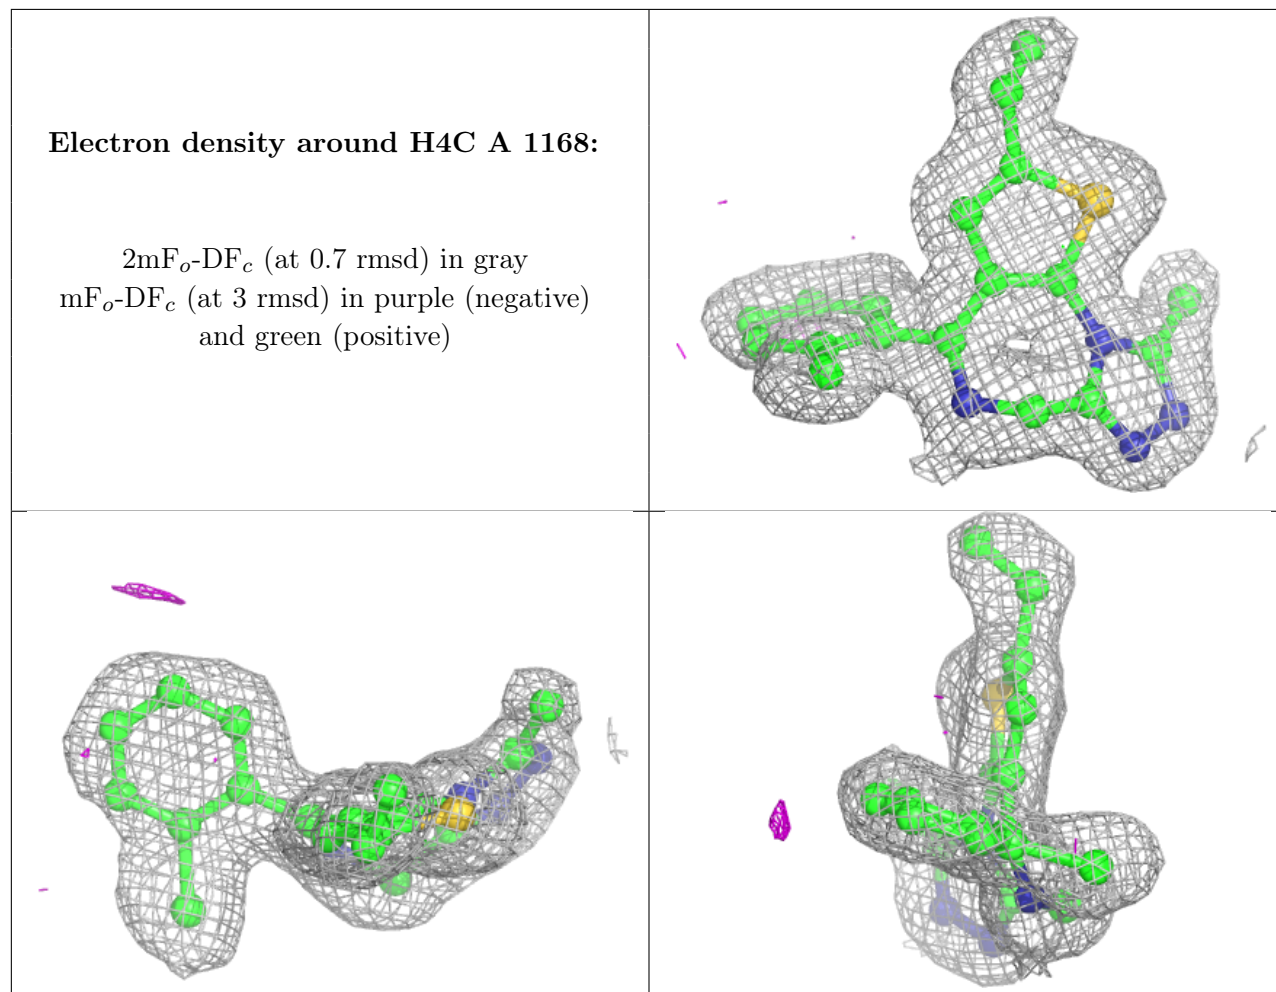 Electron density around H4C A 1168:
2mFo-DFc (at 0.7 rmsd) in gray
mFo-DFc (at 3 rmsd) in purple (negative)
and green (positive)